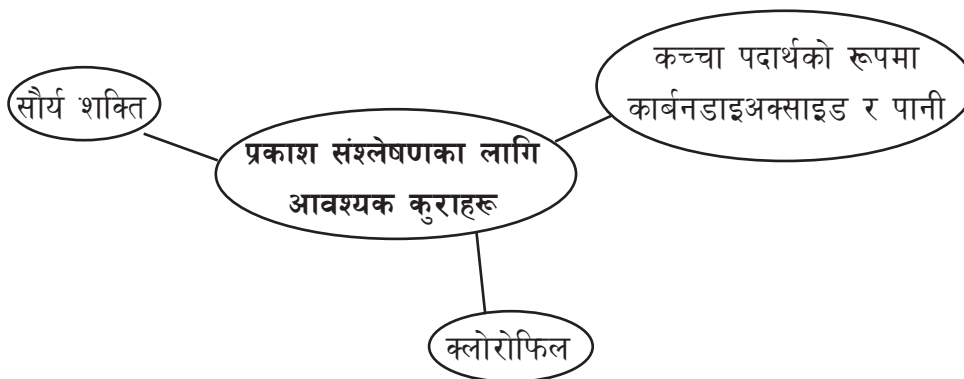 सौर्य शक्ति
कच्चा पदार्थको रूपमा
कार्बनडाइअक्साइड र पानी
प्रकाश संश्लेषणका लागि
आवश्यक कुराहरू
क्लोरोफिल